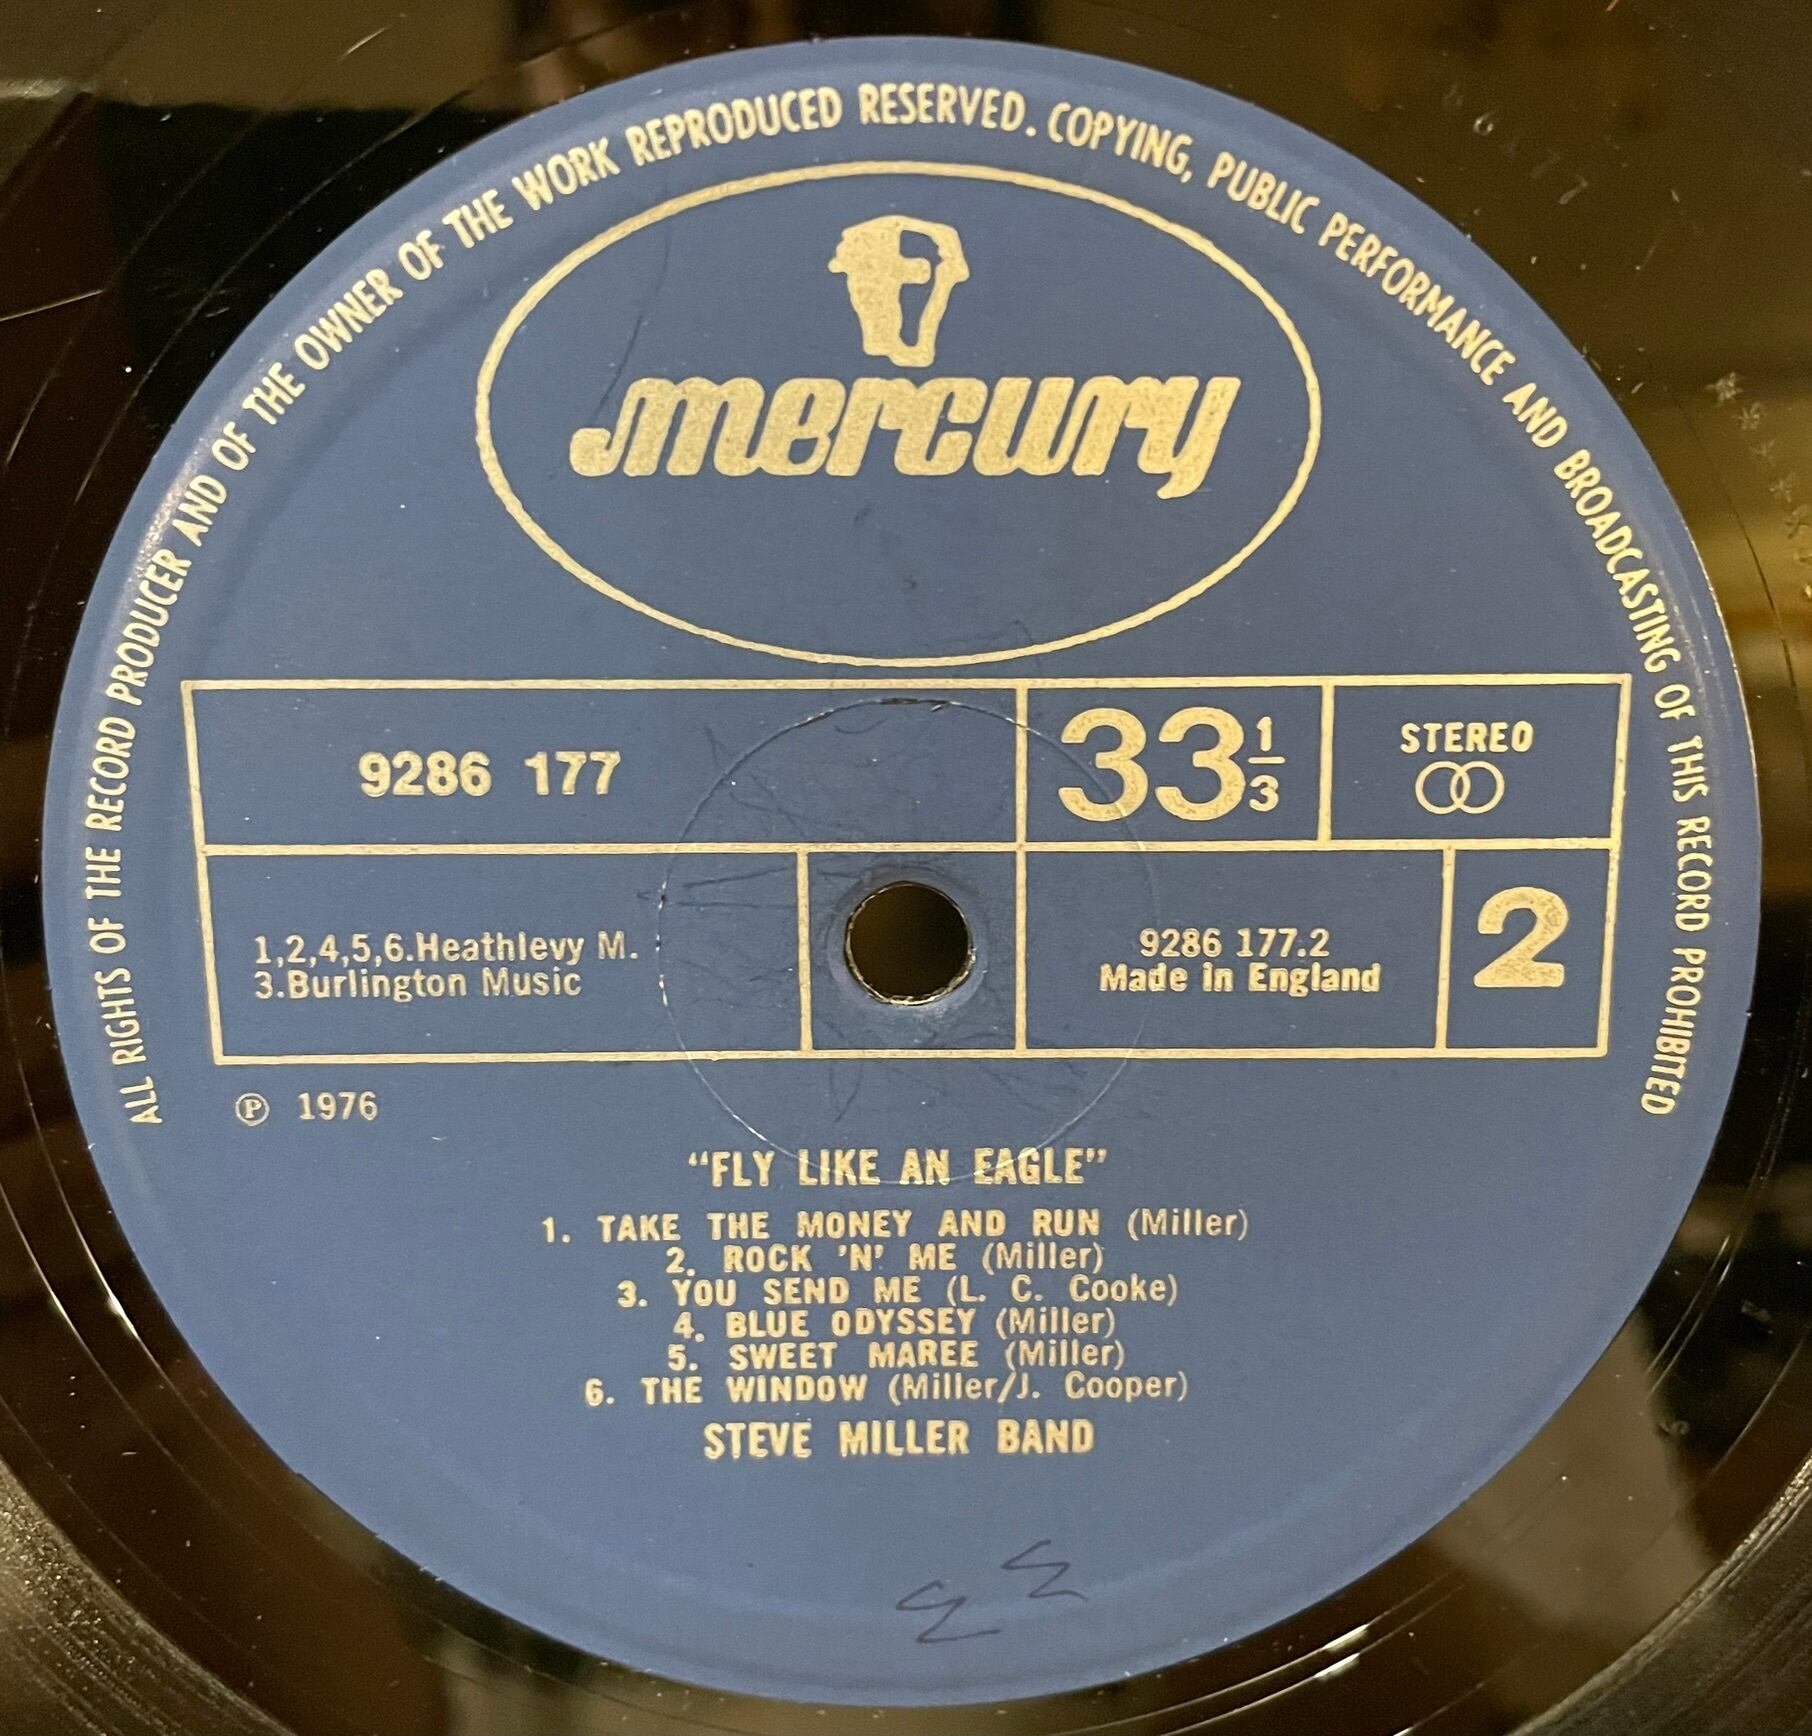 ALL RIGHTS OF THE RECORD PRODUCER AND OF THE OWNER OF THE WORK REPRODUCED RESERVED. COPYING, PUBLIC PERFORMANCE AND BROADCASTING OF THIS RECORD PROHIBITED
mercury
9286 177
33 1/3
STEREO
1,2,4,5,6.Heathlevy M.
3.Burlington Music
9286 177.2
Made in England
2
Ⓟ 1976
"FLY LIKE AN EAGLE"
1. TAKE THE MONEY AND RUN (Miller)
2. ROCK 'N' ME (Miller)
3. YOU SEND ME (L. C. Cooke)
4. BLUE ODYSSEY (Miller)
5. SWEET MAREE (Miller)
6. THE WINDOW (Miller/J. Cooper)
STEVE MILLER BAND